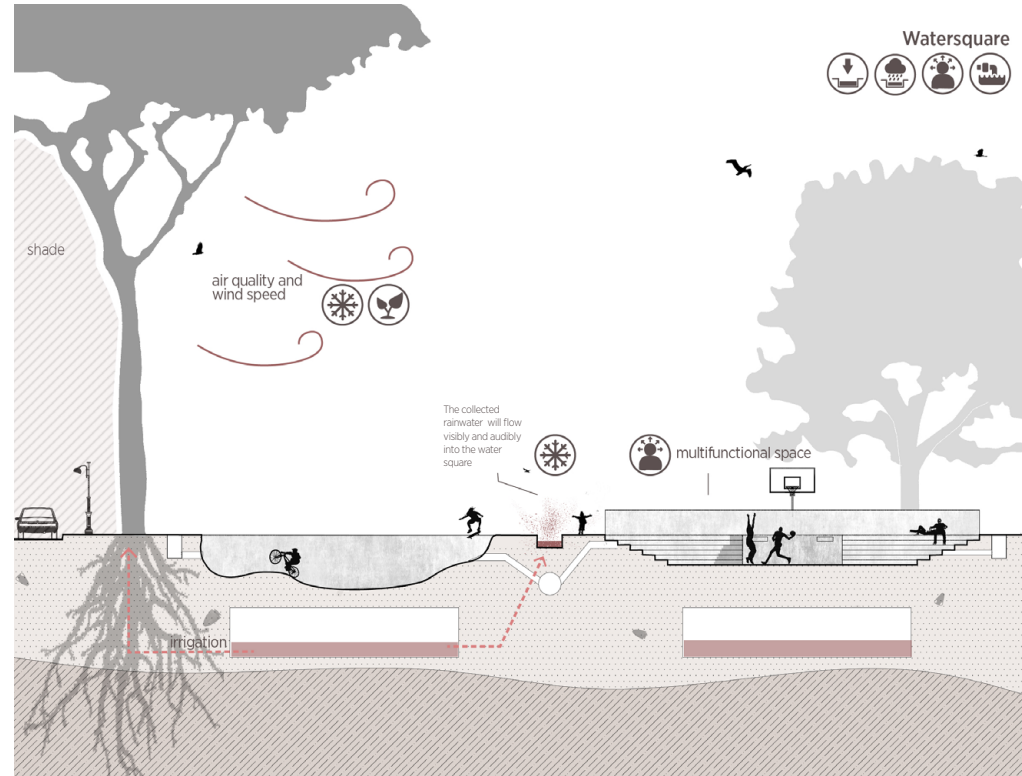 Watersquare
shade
air quality and
wind speed
The collected
rainwater will flow
visibly and audibly
into the water
square
multifunctional space
irrigation